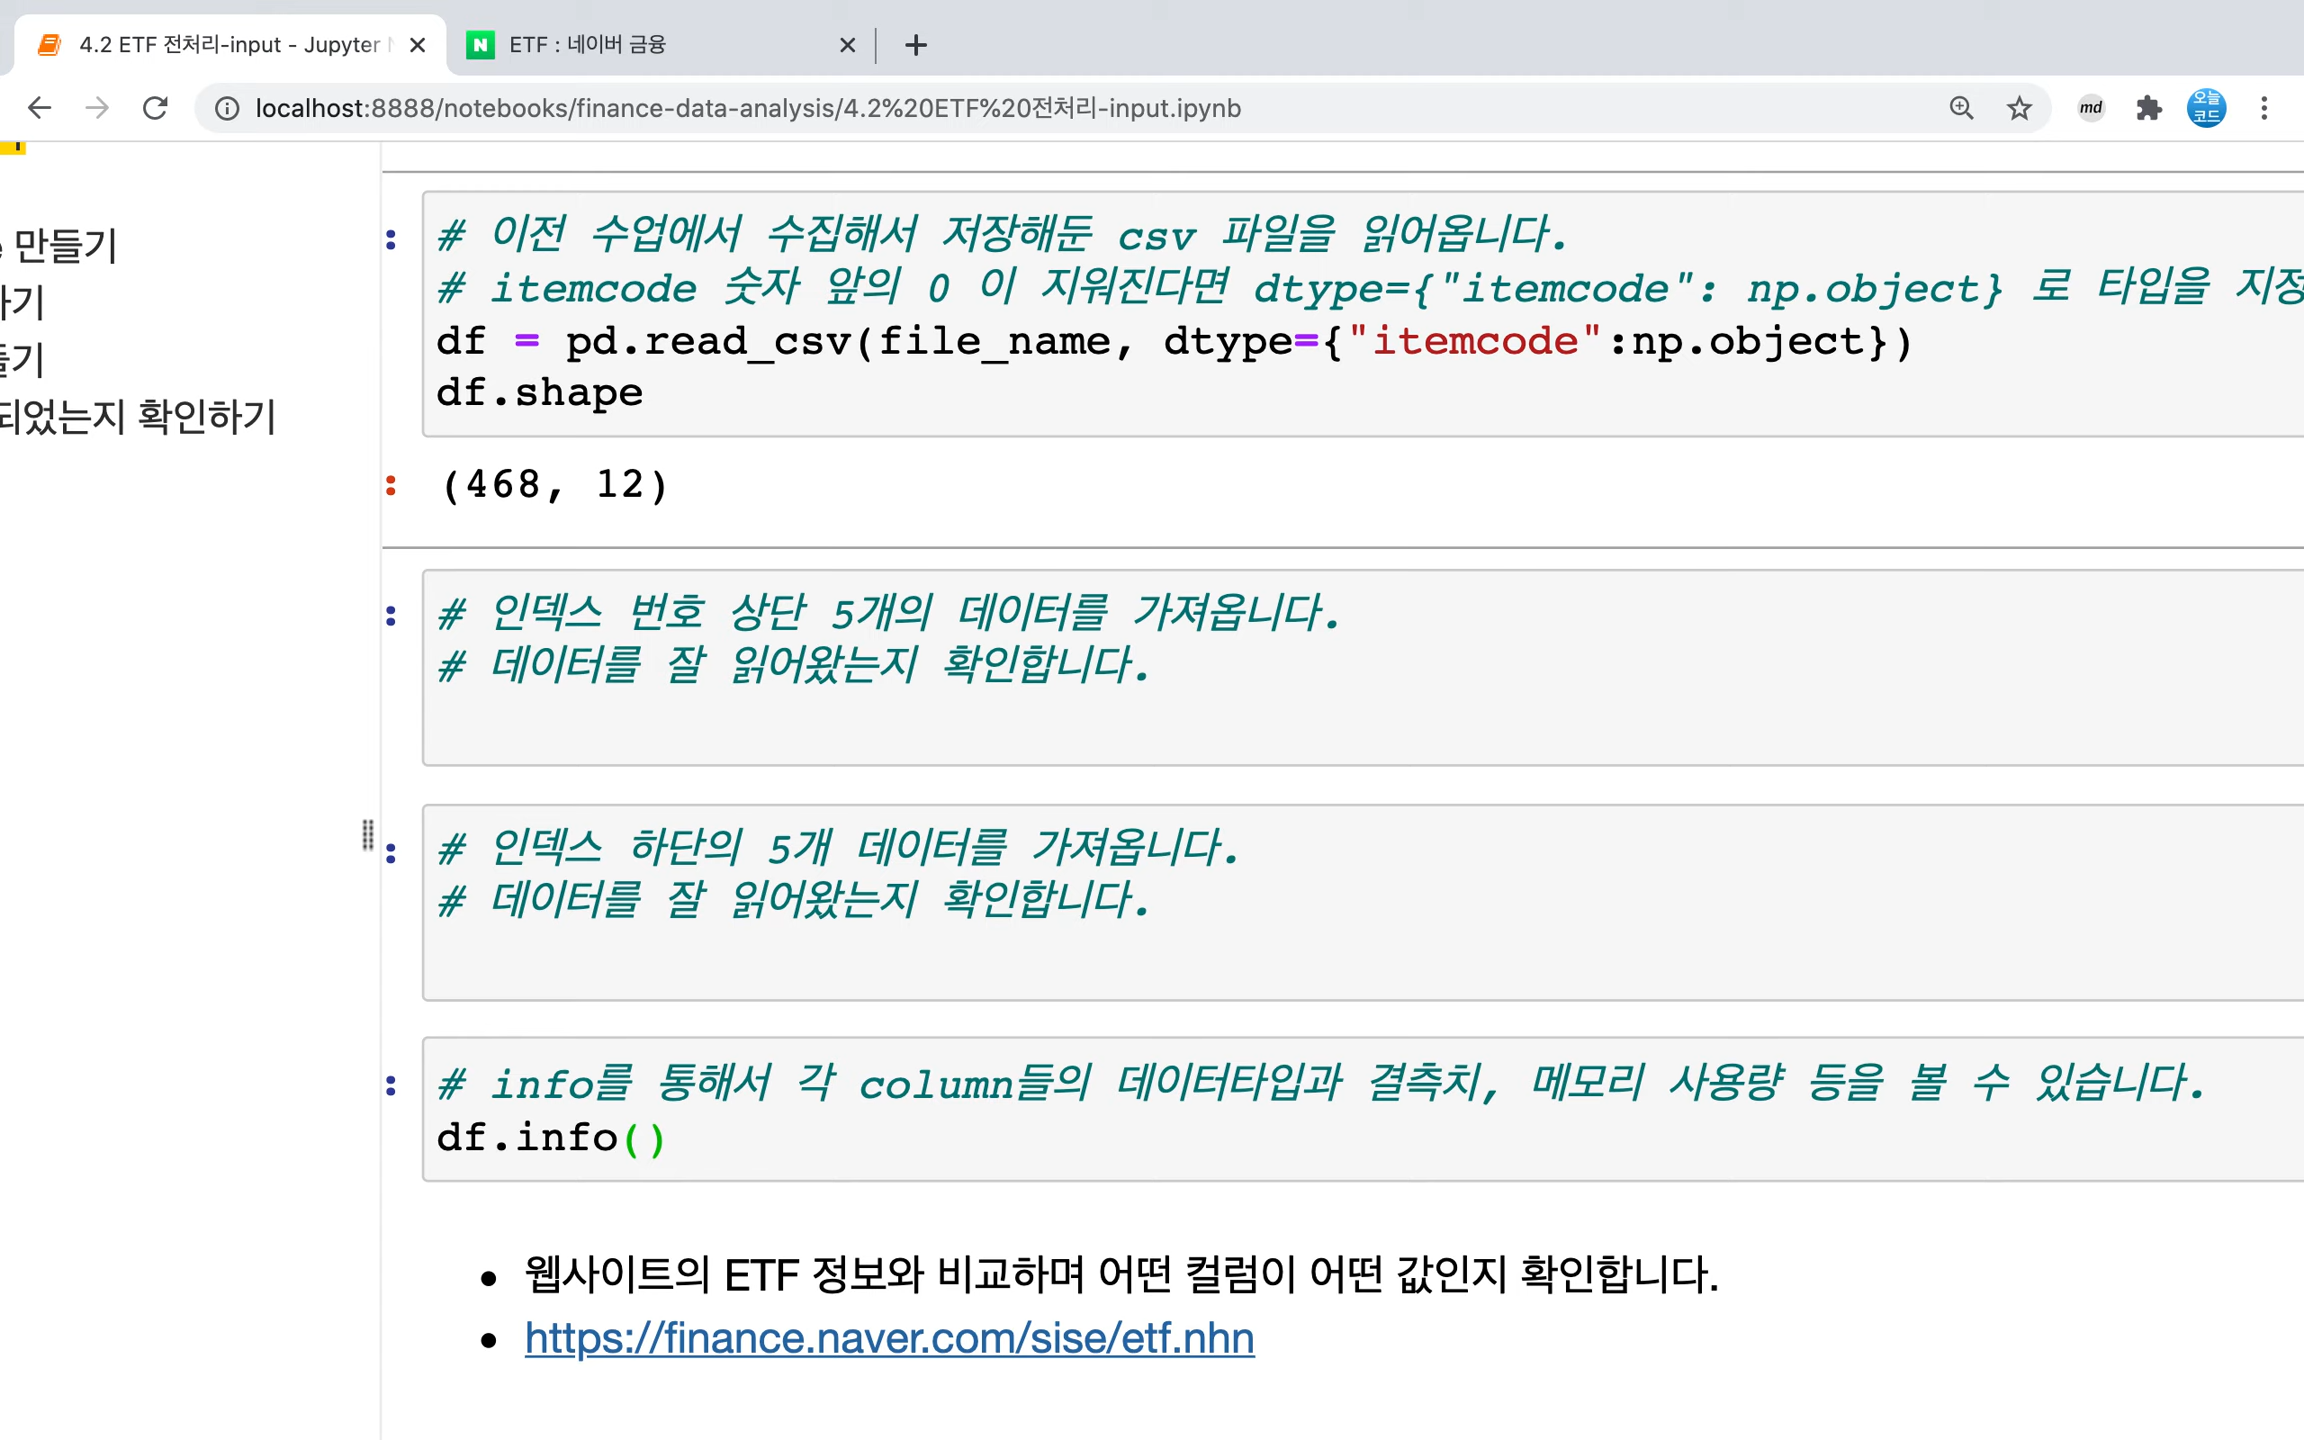 4.2 ETF 전처리-input - Jupyter
ETF : 네이버 금융
localhost:8888/notebooks/finance-data-analysis/4.2%20ETF%20전처리-input.ipynb
md
오늘
코드
만들기
하기
들기
되었는지 확인하기
# 이전 수업에서 수집해서 저장해둔 csv 파일을 읽어옵니다.
# itemcode 숫자 앞의 0 이 지워진다면 dtype={"itemcode": np.object} 로 타입을 지정
df = pd.read_csv(file_name, dtype={"itemcode":np.object})
df.shape
(468, 12)
# 인덱스 번호 상단 5개의 데이터를 가져옵니다.
# 데이터를 잘 읽어왔는지 확인합니다.
# 인덱스 하단의 5개 데이터를 가져옵니다.
# 데이터를 잘 읽어왔는지 확인합니다.
# info를 통해서 각 column들의 데이터타입과 결측치, 메모리 사용량 등을 볼 수 있습니다.
df.info()
• 웹사이트의 ETF 정보와 비교하며 어떤 컬럼이 어떤 값인지 확인합니다.
• https://finance.naver.com/sise/etf.nhn